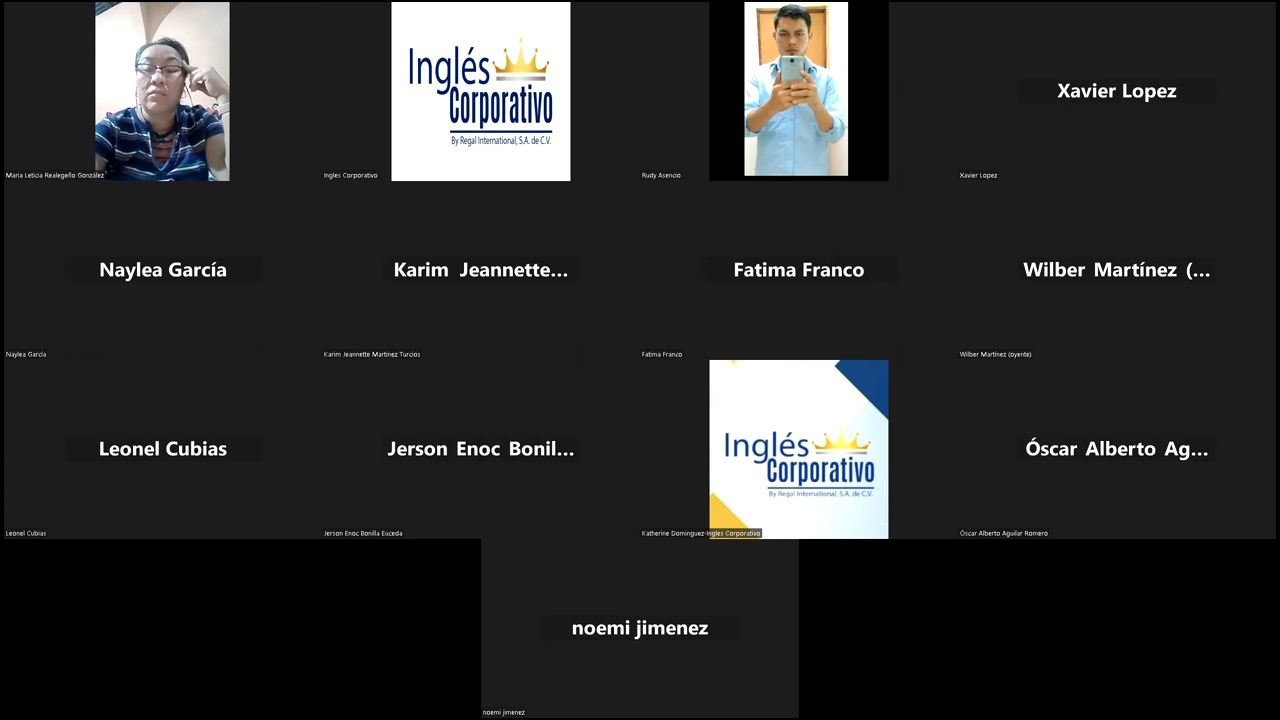 Inglés
Corporativo
By Regal International, S.A. de C.V.
Xavier Lopez
Maria Leticia Realegeño González
Ingles Corporativo
Rudy Asencio
Xavier Lopez
Naylea García
Karim Jeannette...
Fatima Franco
Wilber Martínez (...
Naylea García
Karim Jeannette Martinez Turcios
Fatima Franco
Wilber Martínez (oyente)
Leonel Cubias
Jerson Enoc Bonil...
Inglés
Corporativo
By Regal International, S.A. de C.V.
Óscar Alberto Ag...
Leonel Cubias
Jerson Enoc Bonilla Euceda
Katherine Dominguez-Ingles Corporativo
Óscar Alberto Aguilar Romero
noemi jimenez
noemi jimenez